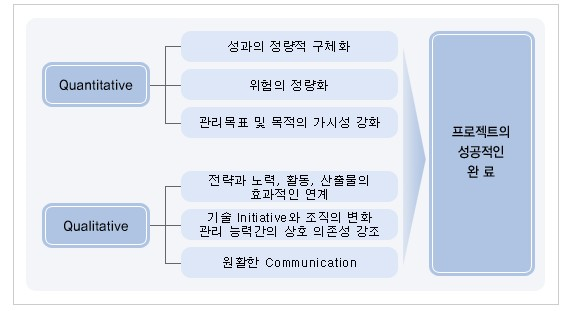 Quantitative
성과의 정량적 구체화
위험의 정량화
관리목표 및 목적의 가시성 강화
Qualitative
전략과 노력, 활동, 산출물의
효과적인 연계
기술 Initiative와 조직의 변화
관리 능력간의 상호 의존성 강조
원활한 Communication
프로젝트의
성공적인
완 료